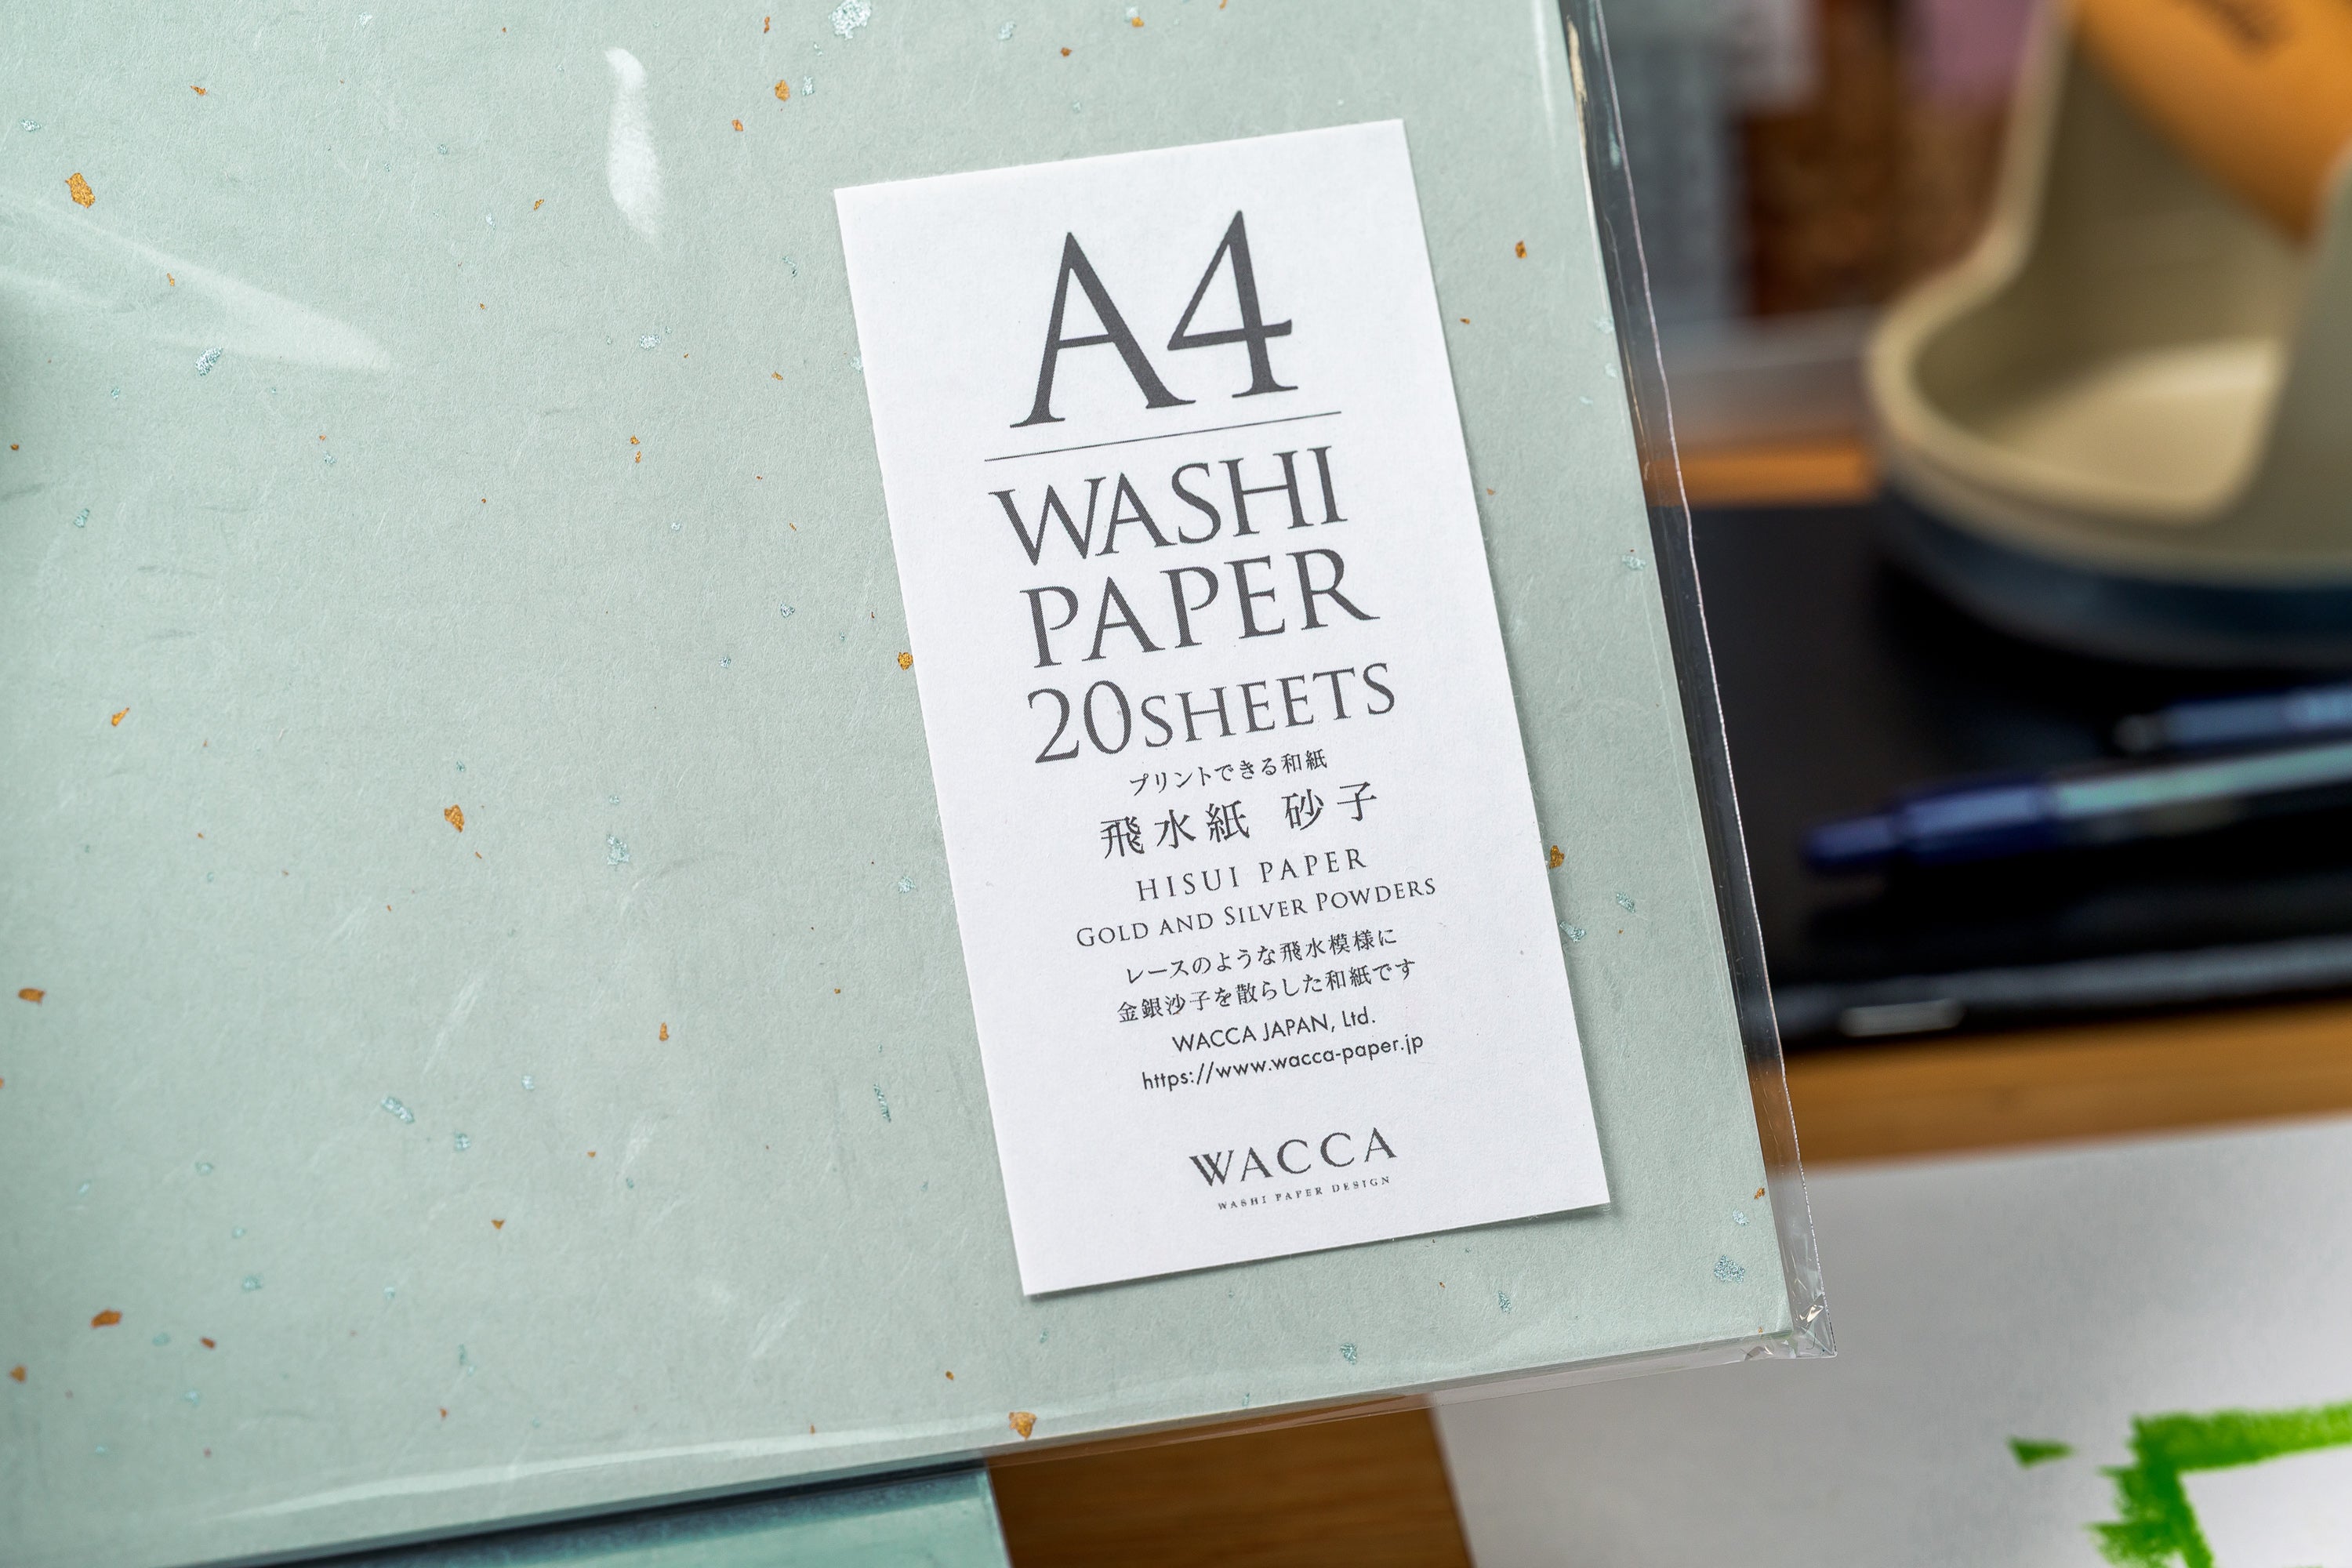 A4
WASHI
PAPER
20SHEETS
プリントできる和紙
飛水紙 砂子
HISUI PAPER
GOLD AND SILVER POWDERS
レースのような飛水模様に
金銀沙子を散らした和紙です
WACCA JAPAN, Ltd.
https://www.wacca-paper.jp
WACCA
WASHI PAPER DESIGN